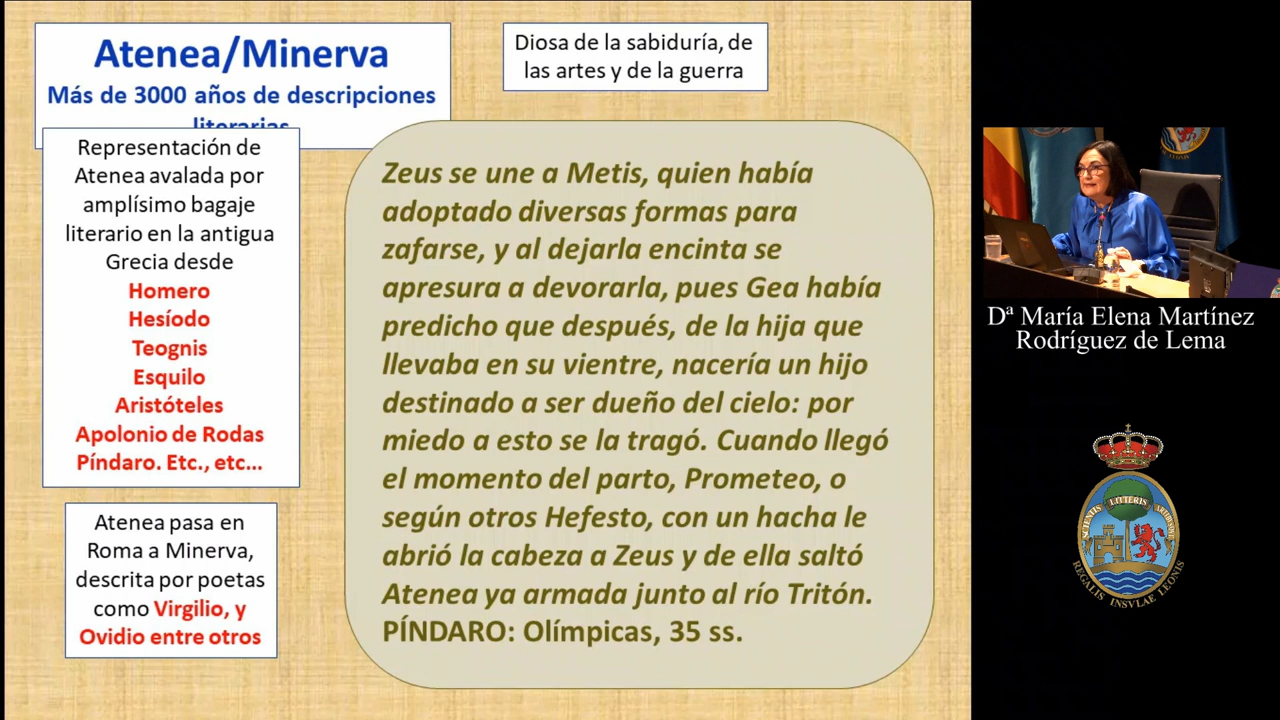 Atenea/Minerva
Más de 3000 años de descripciones
literarias
Diosa de la sabiduría, de
las artes y de la guerra
Representación de
Atenea avalada por
amplísimo bagaje
literario en la antigua
Grecia desde
Homero
Hesíodo
Teognis
Esquilo
Aristóteles
Apolonio de Rodas
Píndaro. Etc., etc...
Atenea pasa en
Roma a Minerva,
descrita por poetas
como Virgilio, y
Ovidio entre otros
Zeus se une a Metis, quien había
adoptado diversas formas para
zafarse, y al dejarla encinta se
apresura a devorarla, pues Gea había
predicho que después, de la hija que
llevaba en su vientre, nacería un hijo
destinado a ser dueño del cielo: por
miedo a esto se la tragó. Cuando llegó
el momento del parto, Prometeo, o
según otros Hefesto, con un hacha le
abrió la cabeza a Zeus y de ella saltó
Atenea ya armada junto al río Tritón.
PÍNDARO: Olímpicas, 35 ss.
Dª María Elena Martínez
Rodríguez de Lema
SCIENTIIS LITTERIS ARTIBUSQUE
REGALIS INSVLAE LEONIS